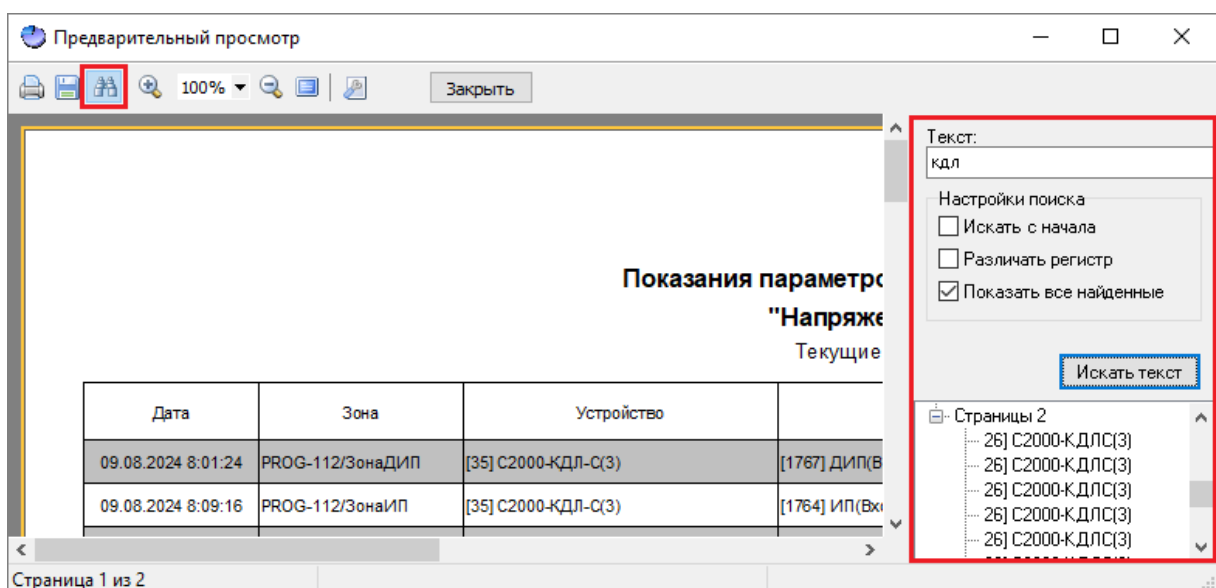 Предварительный просмотр
100%
Закрыть
Показания параметро
"Напряже
Текущие
Дата Зона Устройство
09.08.2024 8:01:24 PROG-112/ЗонаДИП [35] С2000-КДЛ-С(3) [1767] ДИП(В
09.08.2024 8:09:16 PROG-112/ЗонаИП [35] С2000-КДЛ-С(3) [1764] ИП(Вхо
Текст:
кдл
Настройки поиска
Искать с начала
Различать регистр
Показать все найденные
Искать текст
Страницы 2
26] С2000-КДЛС(3)
26] С2000-КДЛС(3)
26] С2000-КДЛС(3)
26] С2000-КДЛС(3)
26] С2000-КДЛС(3)
Страница 1 из 2